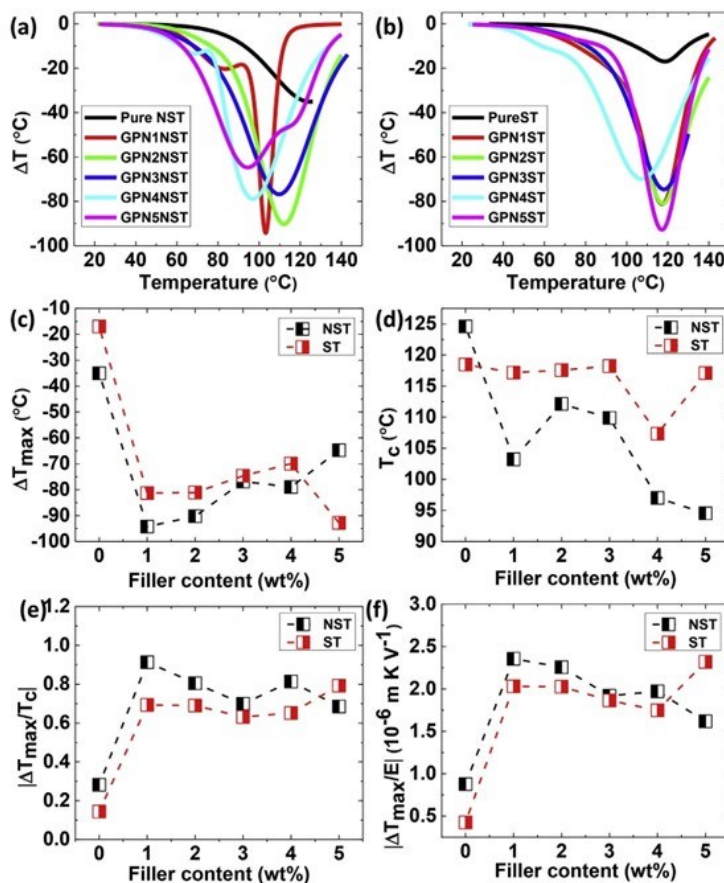 (a)
0
-20
-40
-60
-80
-100
ΔT (°C)
Pure NST
GPN1NST
GPN2NST
GPN3NST
GPN4NST
GPN5NST
20 40 60 80 100 120 140
Temperature (°C)
(b)
0
-20
-40
-60
-80
-100
ΔT (°C)
PureST
GPN1ST
GPN2ST
GPN3ST
GPN4ST
GPN5ST
20 40 60 80 100 120 140
Temperature (°C)
(c)
-10
-20
-30
-40
-50
-60
-70
-80
-90
-100
ΔTmax (°C)
NST
ST
0 1 2 3 4 5
Filler content (wt%)
(d)
125
120
115
110
105
100
95
90
Tc (°C)
NST
ST
0 1 2 3 4 5
Filler content (wt%)
(e)
1.2
1.0
0.8
0.6
0.4
0.2
0.0
|ΔTmax/Tc|
NST
ST
0 1 2 3 4 5
Filler content (wt%)
(f)
3.0
2.5
2.0
1.5
1.0
0.5
|ΔTmax/E| (10⁻⁶ m K V⁻¹)
NST
ST
0 1 2 3 4 5
Filler content (wt%)